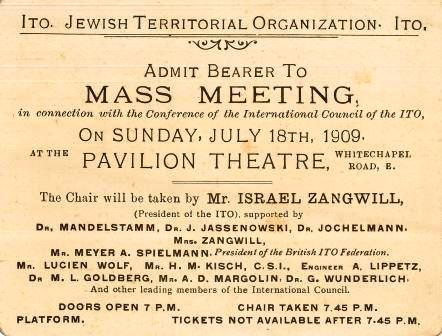 ITO. JEWISH TERRITORIAL ORGANIZATION. ITO.
ADMIT BEARER TO
MASS MEETING,
in connection with the Conference of the International Council of the ITO,
ON SUNDAY, JULY 18TH, 1909.
AT THE PAVILION THEATRE, WHITECHAPEL ROAD, E.
The Chair will be taken by Mr. ISRAEL ZANGWILL,
(President of the ITO), supported by
DR. MANDELSTAMM, DR. J. JASSENOWSKI, DR. JOCHELMANN,
MRS. ZANGWILL,
MR. MEYER A. SPIELMANN, President of the British ITO Federation.
MR. LUCIEN WOLF, MR. H. M. KISCH, C.S.I., ENGINEER A. LIPPETZ,
DR M. L. GOLDBERG, MR. A. D. MARGOLIN, DR. G. WUNDERLICH.
And other leading members of the International Council.
DOORS OPEN 7 P.M. CHAIR TAKEN 7.45 P.M.
PLATFORM. TICKETS NOT AVAILABLE AFTER 7-45 P.M.